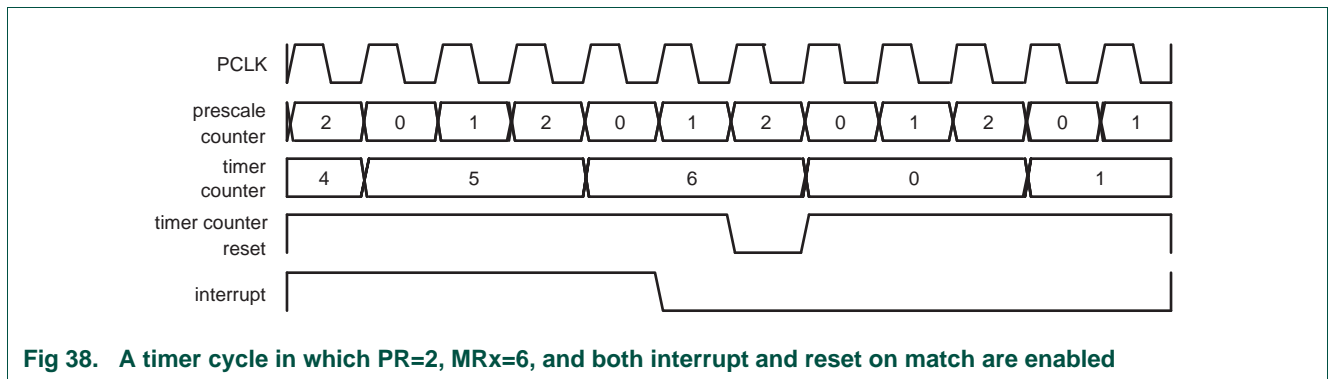 PCLK
prescale
counter
2 0 1 2 0 1 2 0 1 2 0 1
timer
counter
4 5 6 0 1
timer counter
reset
interrupt
Fig 38. A timer cycle in which PR=2, MRx=6, and both interrupt and reset on match are enabled